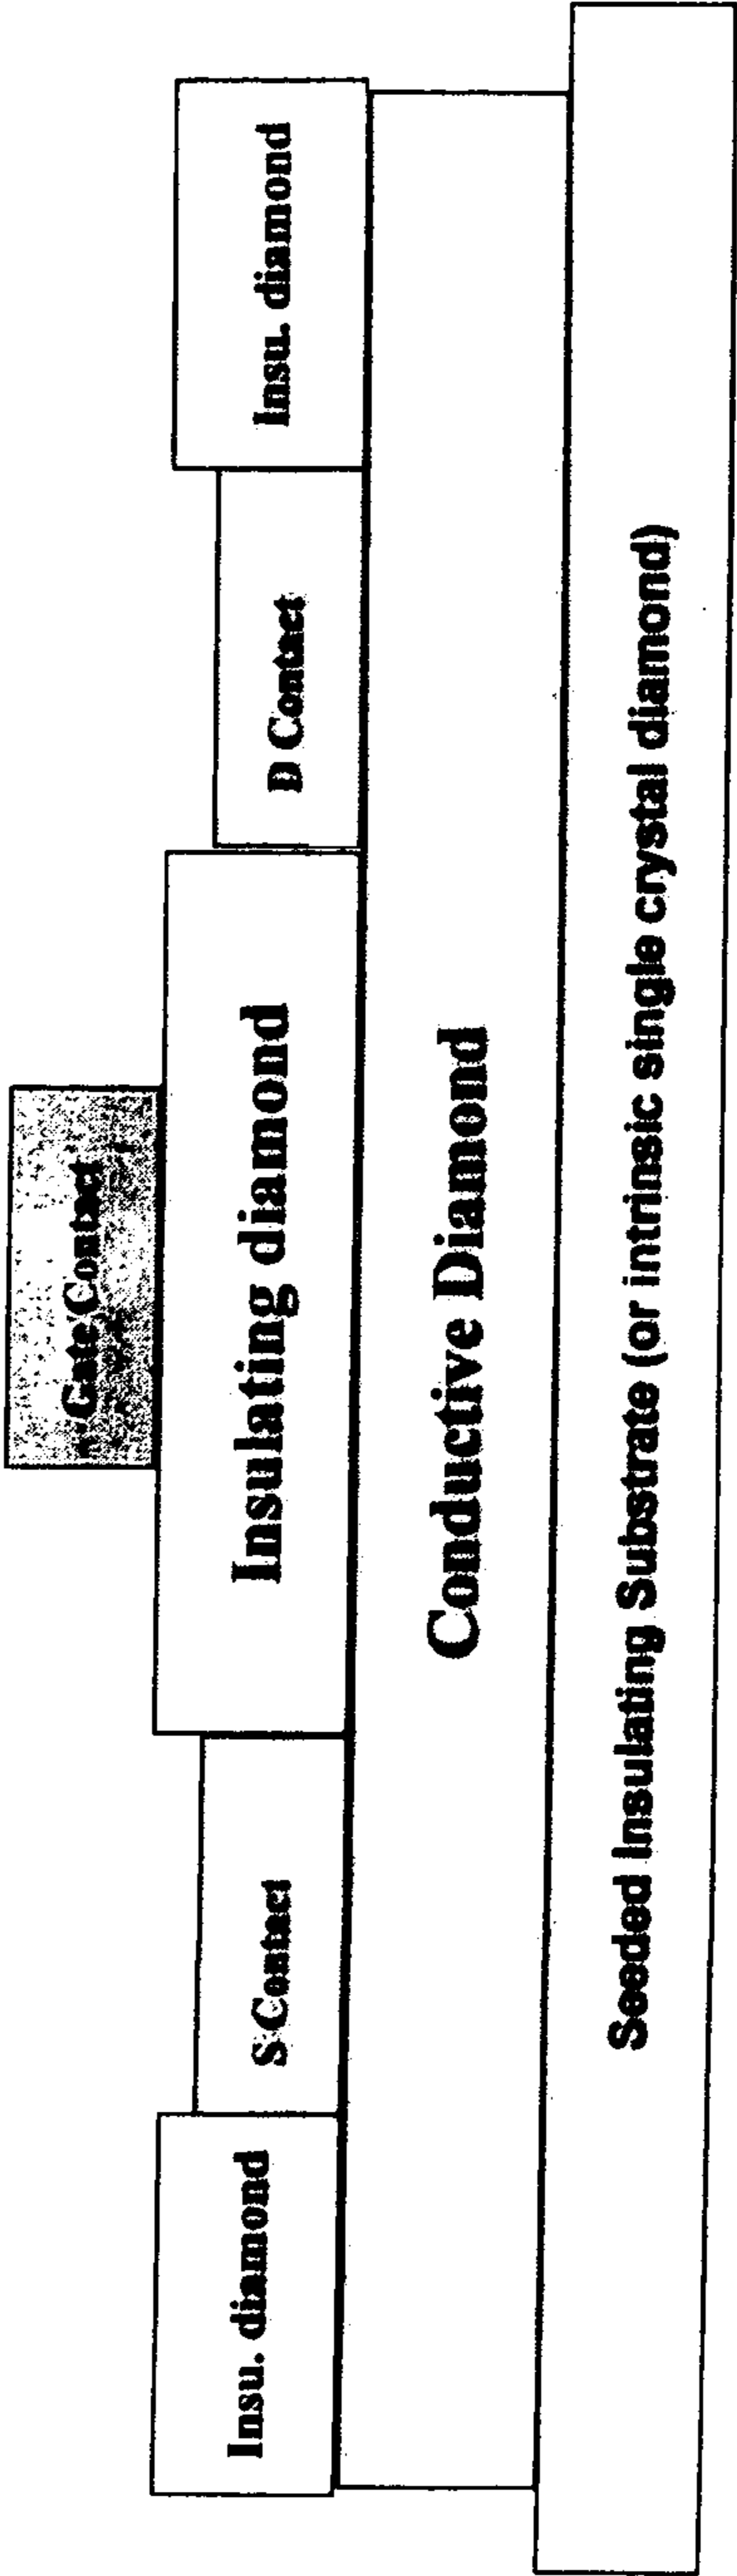 Gate Contact
Insu. diamond
S Contact
Insulating diamond
D Contact
Insu. diamond
Conductive Diamond
Seeded Insulating Substrate (or intrinsic single crystal diamond)